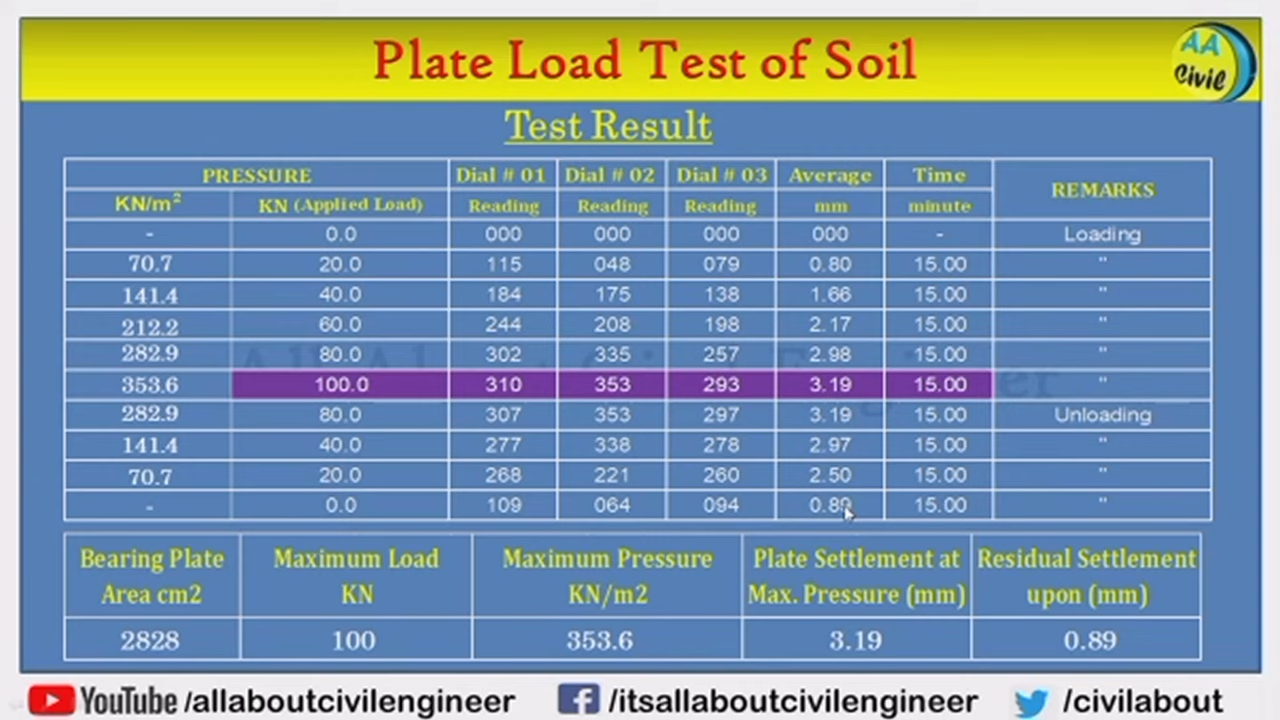 Plate Load Test of Soil
AA
Civil
Test Result
PRESSURE Dial # 01 Dial # 02 Dial # 03 Average Time REMARKS
KN/m² KN (Applied Load) Reading Reading Reading mm minute
- 0.0 000 000 000 000 - Loading
70.7 20.0 115 048 079 0.80 15.00 "
141.4 40.0 184 175 138 1.66 15.00 "
212.2 60.0 244 208 198 2.17 15.00 "
282.9 80.0 302 335 257 2.98 15.00 "
353.6 100.0 310 353 293 3.19 15.00 "
282.9 80.0 307 353 297 3.19 15.00 Unloading
141.4 40.0 277 338 278 2.97 15.00 "
70.7 20.0 268 221 260 2.50 15.00 "
- 0.0 109 064 094 0.89 15.00 "
Bearing Plate Maximum Load Maximum Pressure Plate Settlement at Residual Settlement
Area cm2 KN KN/m2 Max. Pressure (mm) upon (mm)
2828 100 353.6 3.19 0.89
YouTube /allaboutcivilengineer /itsallaboutcivilengineer /civilabout